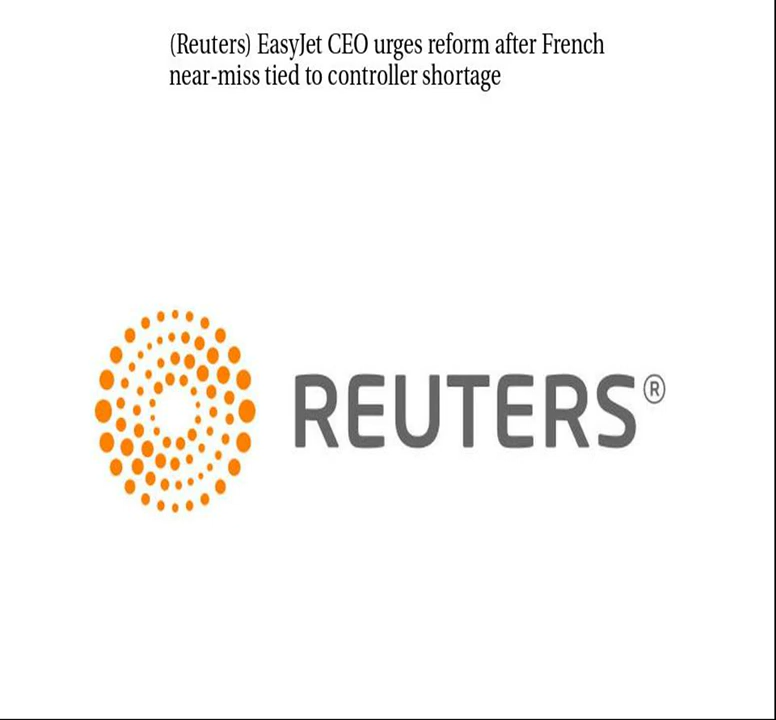 (Reuters) EasyJet CEO urges reform after French
near-miss tied to controller shortage
REUTERS®